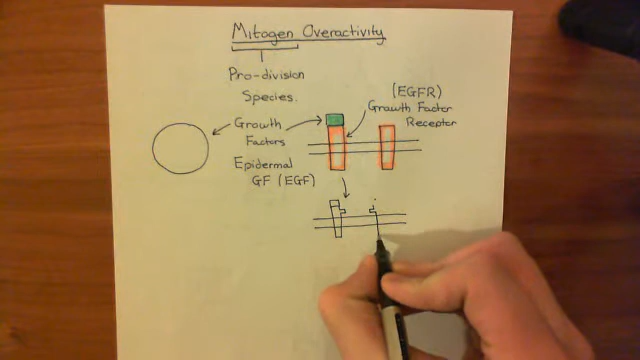 Mitogen Overactivity
Pro-division
Species.
Growth
Factors
Epidermal
GF (EGF)
(EGFR)
Growth Factor
Receptor